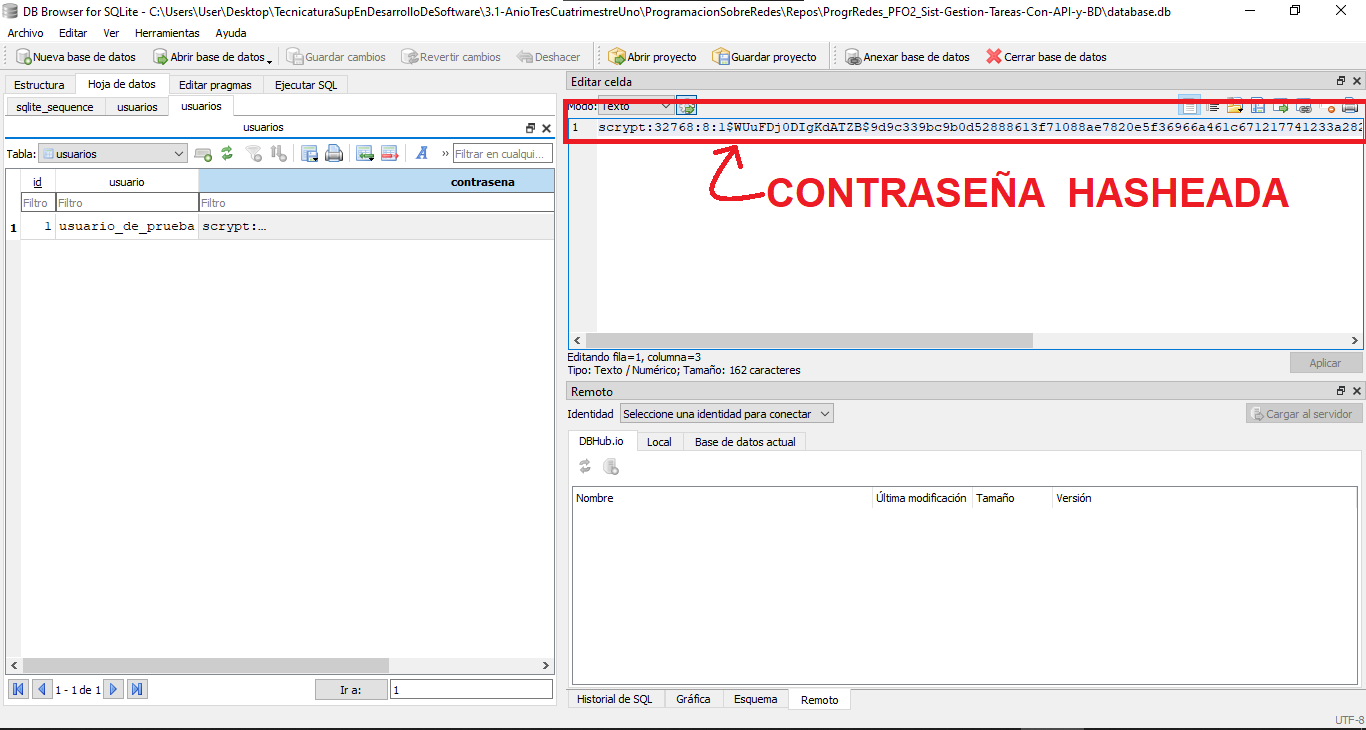 DB Browser for SQLite - C:\Users\User\Desktop\TecnicaturaSupEnDesarrolloDeSoftware\3.1-AnioTresCuatrimestreUno\ProgramacionSobreRedes\Repos\ProgrRedes_PFO2_Sist-Gestion-Tareas-Con-API-y-BD\database.db
Archivo Editar Ver Herramientas Ayuda
Nueva base de datos Abrir base de datos Guardar cambios Revertir cambios Deshacer Abrir proyecto Guardar proyecto Anexar base de datos Cerrar base de datos
Estructura Hoja de datos Editar pragmas Ejecutar SQL
sqlite_sequence usuarios usuarios
usuarios
Tabla: usuarios Filtrar en cualqui...
id usuario contrasena
Filtro Filtro Filtro
1 1 usuario_de_prueba scrypt:…
1 - 1 de 1 Ir a: 1
Editar celda
Modo: Texto
1 scrypt:32768:8:1$WUuFDj0DIgKdATZB$9d9c339bc9b0d52888613f71088ae7820e5f36966a461c671217741233a282
CONTRASEÑA HASHEADA
Editando fila=1, columna=3
Tipo: Texto / Numérico; Tamaño: 162 caracteres
Aplicar
Remoto
Identidad Seleccione una identidad para conectar Cargar al servidor
DBHub.io Local Base de datos actual
Nombre Última modificación Tamaño Versión
Historial de SQL Gráfica Esquema Remoto
UTF-8